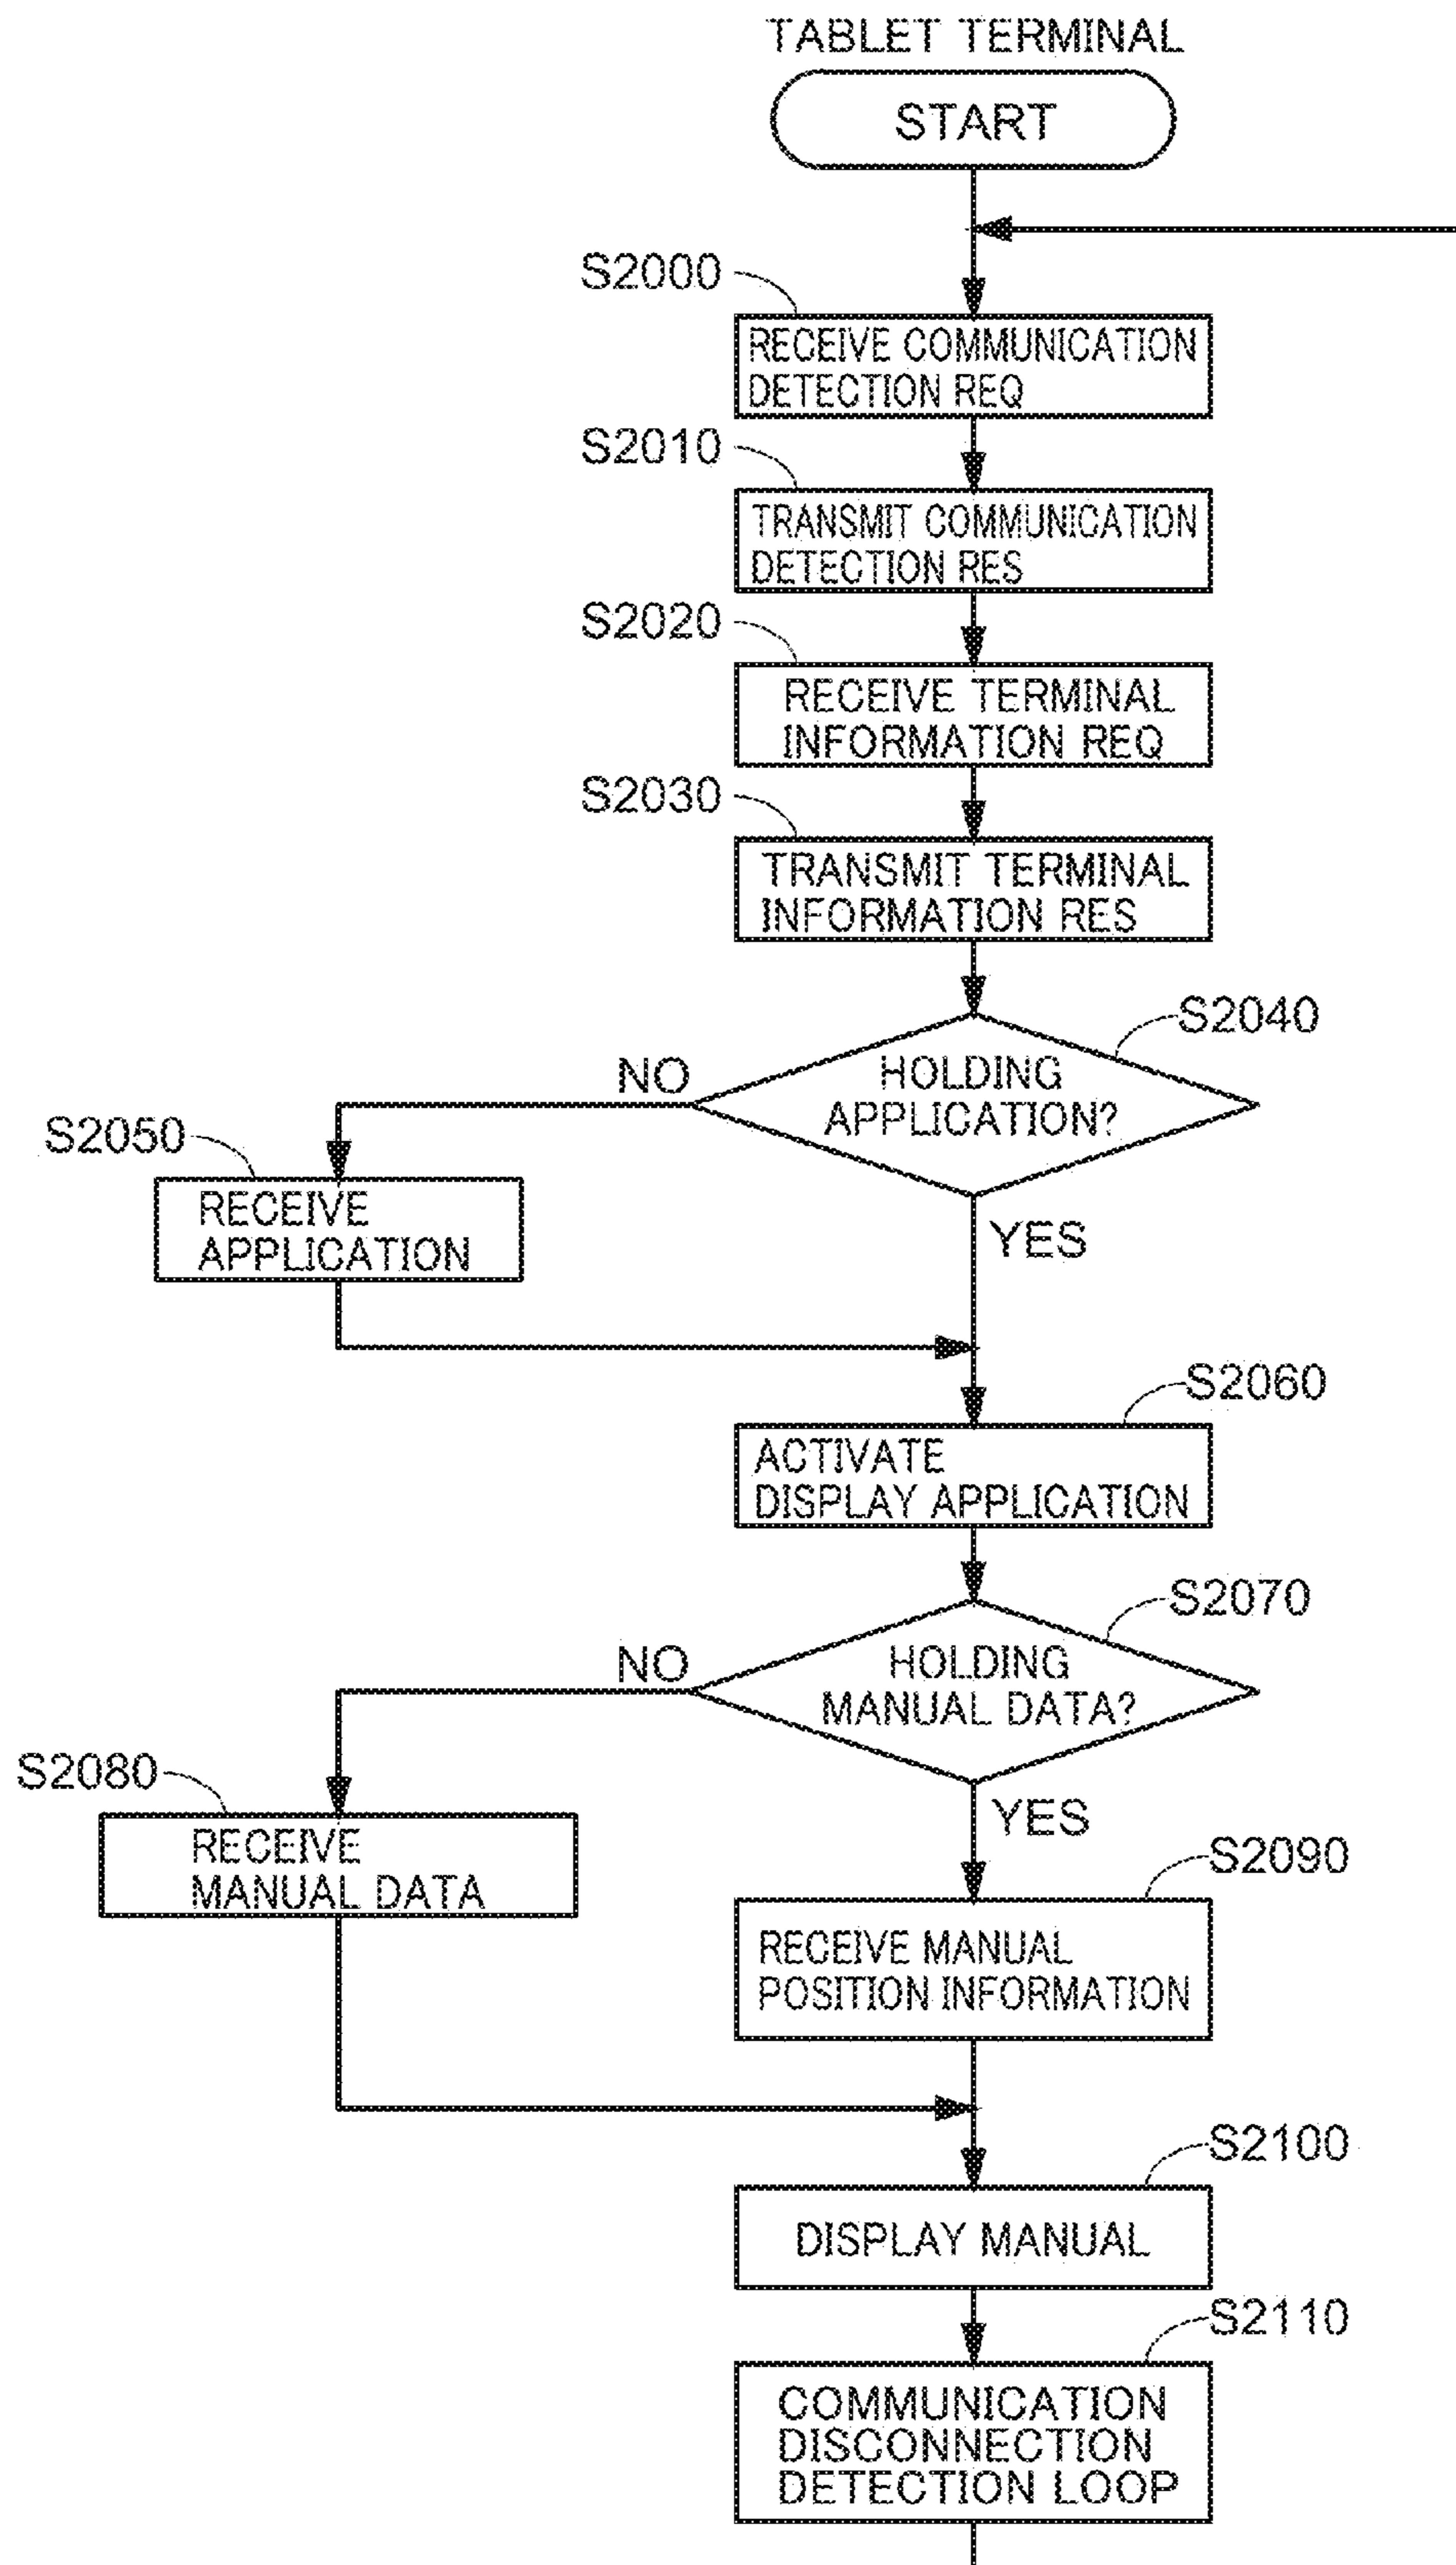 TABLET TERMINAL
START
S2000
RECEIVE COMMUNICATION
DETECTION REQ
S2010
TRANSMIT COMMUNICATION
DETECTION RES
S2020
RECEIVE TERMINAL
INFORMATION REQ
S2030
TRANSMIT TERMINAL
INFORMATION RES
S2040
HOLDING
APPLICATION?
NO
S2050
RECEIVE
APPLICATION
YES
S2060
ACTIVATE
DISPLAY APPLICATION
S2070
HOLDING
MANUAL DATA?
NO
S2080
RECEIVE
MANUAL DATA
YES
S2090
RECEIVE MANUAL
POSITION INFORMATION
S2100
DISPLAY MANUAL
S2110
COMMUNICATION
DISCONNECTION
DETECTION LOOP